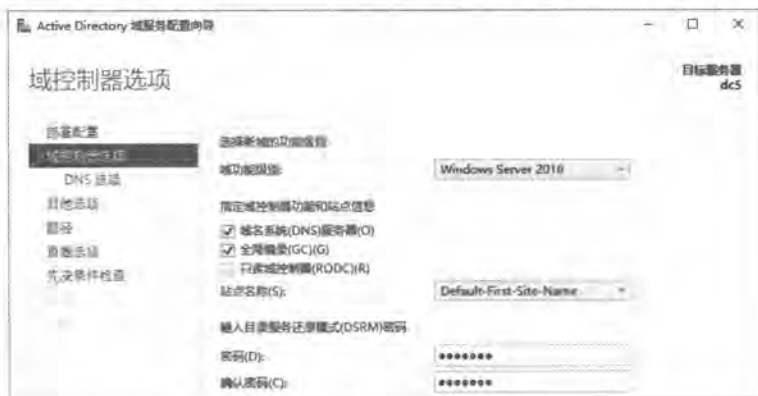 Active Directory 域服务配置向导
域控制器选项
目标服务器
dc5
部署配置
域控制器选项
DNS 选项
其他选项
路径
查看选项
先决条件检查
选择新域的功能级别
域功能级别:
Windows Server 2016
指定域控制器功能和站点信息
域名系统(DNS)服务器(O)
全局编录(GC)(G)
只读域控制器(RODC)(R)
站点名称(S):
Default-First-Site-Name
键入目录服务还原模式(DSRM)密码
密码(D):
●●●●●●●
确认密码(C):
●●●●●●●